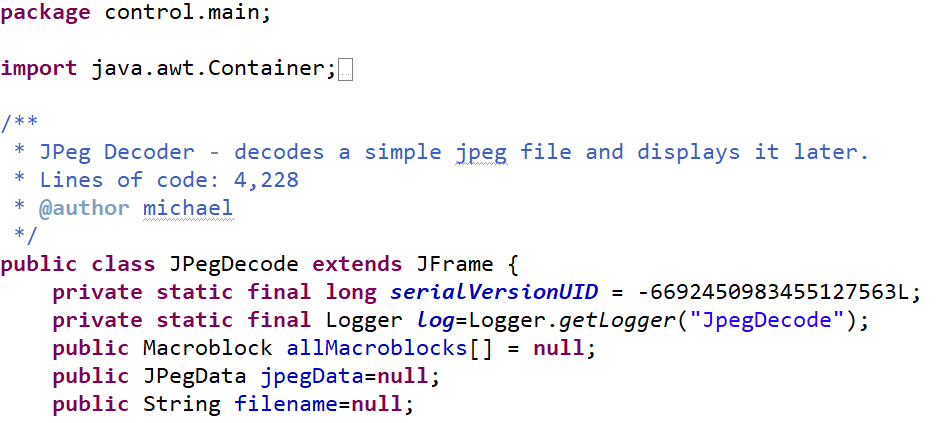 package control.main;
import java.awt.Container;
/**
 * JPeg Decoder - decodes a simple jpeg file and displays it later.
 * Lines of code: 4,228
 * @author michael
 */
public class JPegDecode extends JFrame {
    private static final long serialVersionUID = -6692450983455127563L;
    private static final Logger log=Logger.getLogger("JpegDecode");
    public Macroblock allMacroblocks[] = null;
    public JPegData jpegData=null;
    public String filename=null;